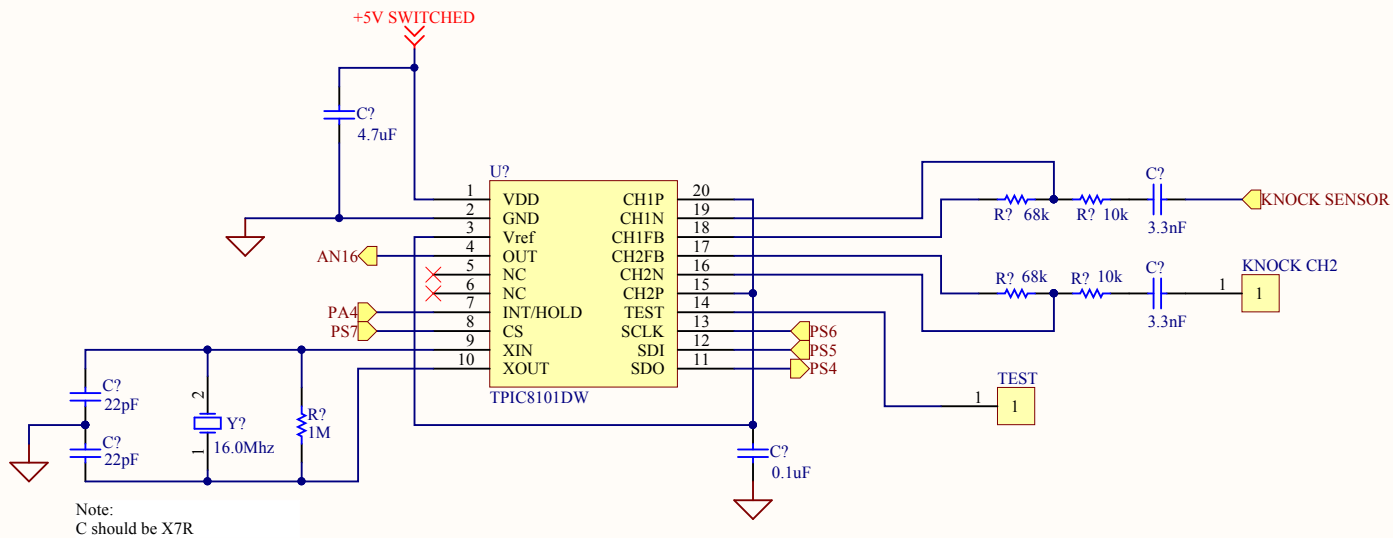 +5V SWITCHED
C?
4.7uF
U?
1 VDD
2 GND
3 Vref
4 OUT
5 NC
6 NC
7 INT/HOLD
8 CS
9 XIN
10 XOUT
CH1P 20
CH1N 19
CH1FB 18
CH2FB 17
CH2N 16
CH2P 15
TEST 14
SCLK 13
SDI 12
SDO 11
TPIC8101DW
AN16
PA4
PS7
PS6
PS5
PS4
R? 68k
R? 10k
C?
3.3nF
KNOCK SENSOR
R? 68k
R? 10k
C?
3.3nF
KNOCK CH2
1
1
TEST
1
1
C?
22pF
C?
22pF
2
Y?
1
16.0Mhz
R?
1M
C?
0.1uF
Note:
C should be X7R